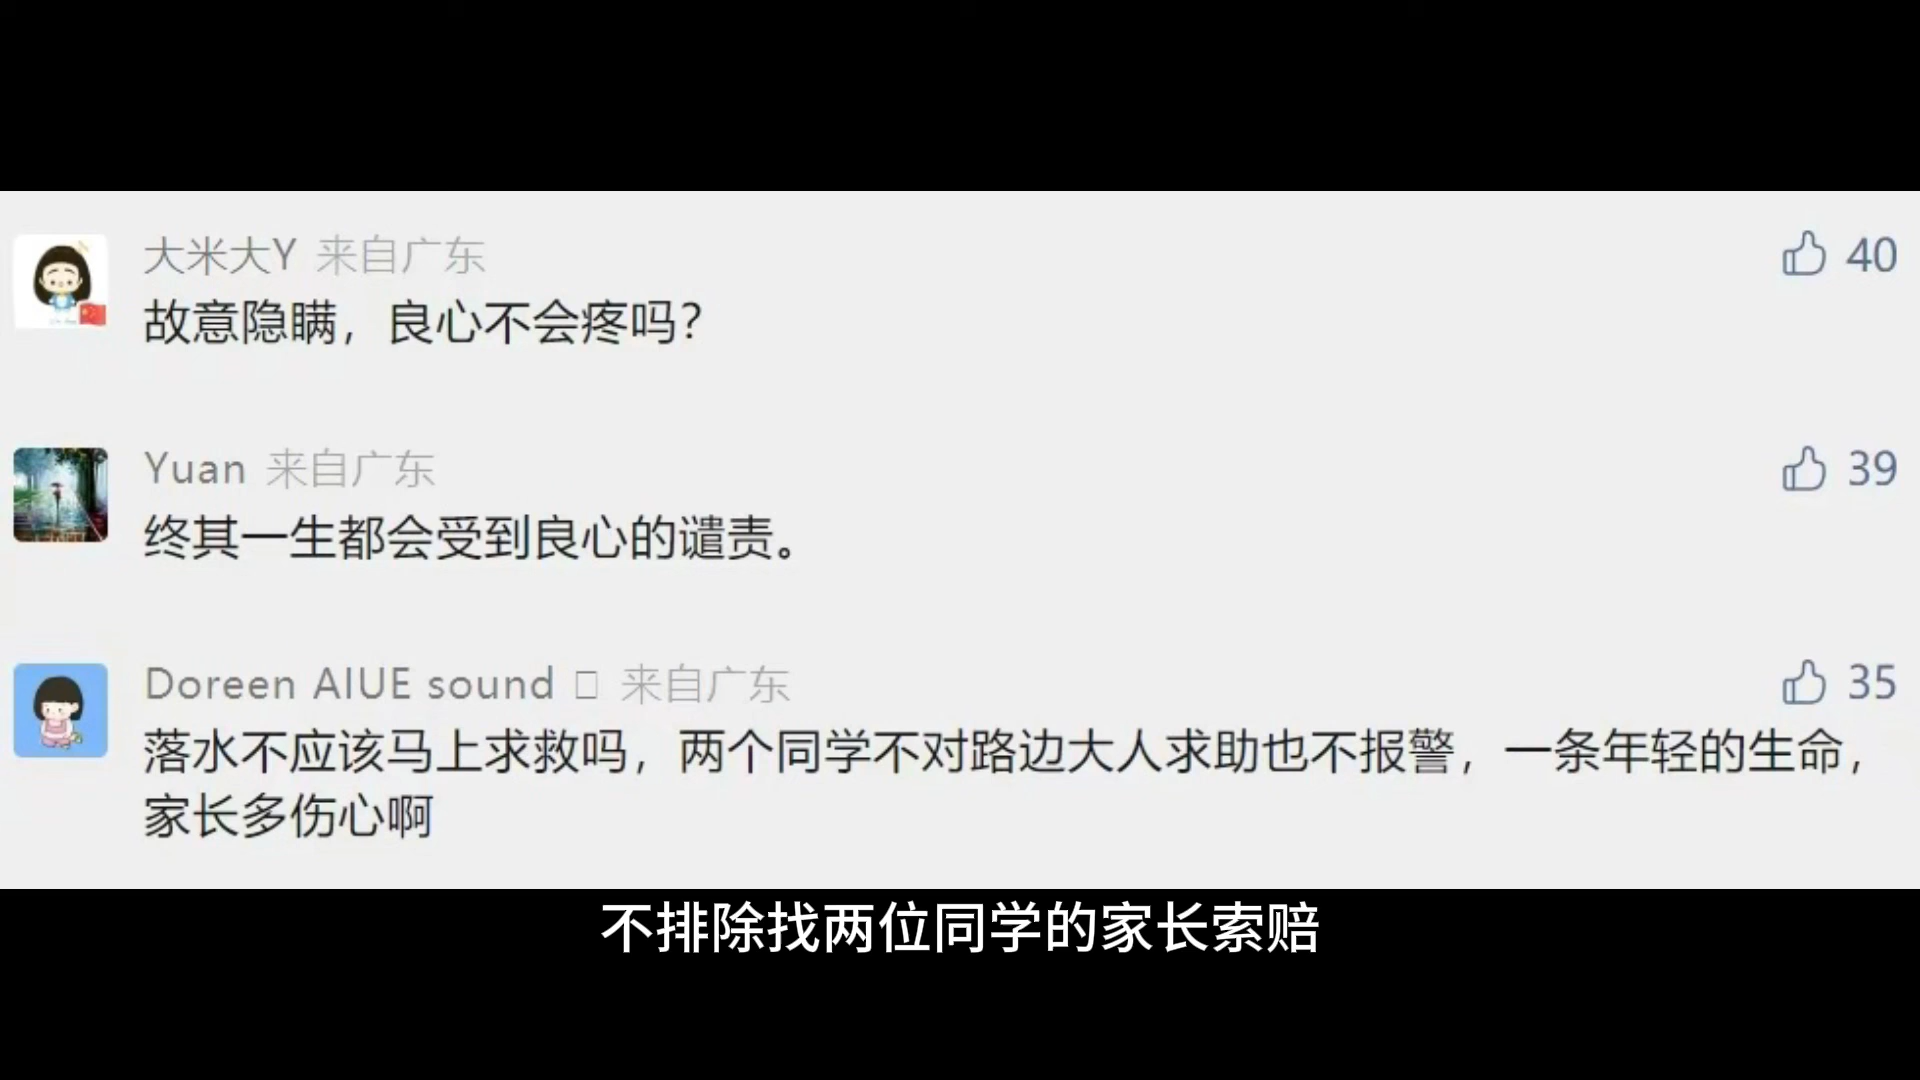 大米大Y 来自广东
40
故意隐瞒，良心不会疼吗？
Yuan 来自广东
39
终其一生都会受到良心的谴责。
Doreen AIUE sound 来自广东
35
落水不应该马上求救吗，两个同学不对路边大人求助也不报警，一条年轻的生命，
家长多伤心啊
不排除找两位同学的家长索赔